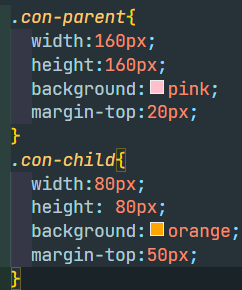 .con-parent{
width:160px;
height:160px;
background:pink;
margin-top:20px;
}
.con-child{
width:80px;
height: 80px;
background:orange;
margin-top:50px;
}